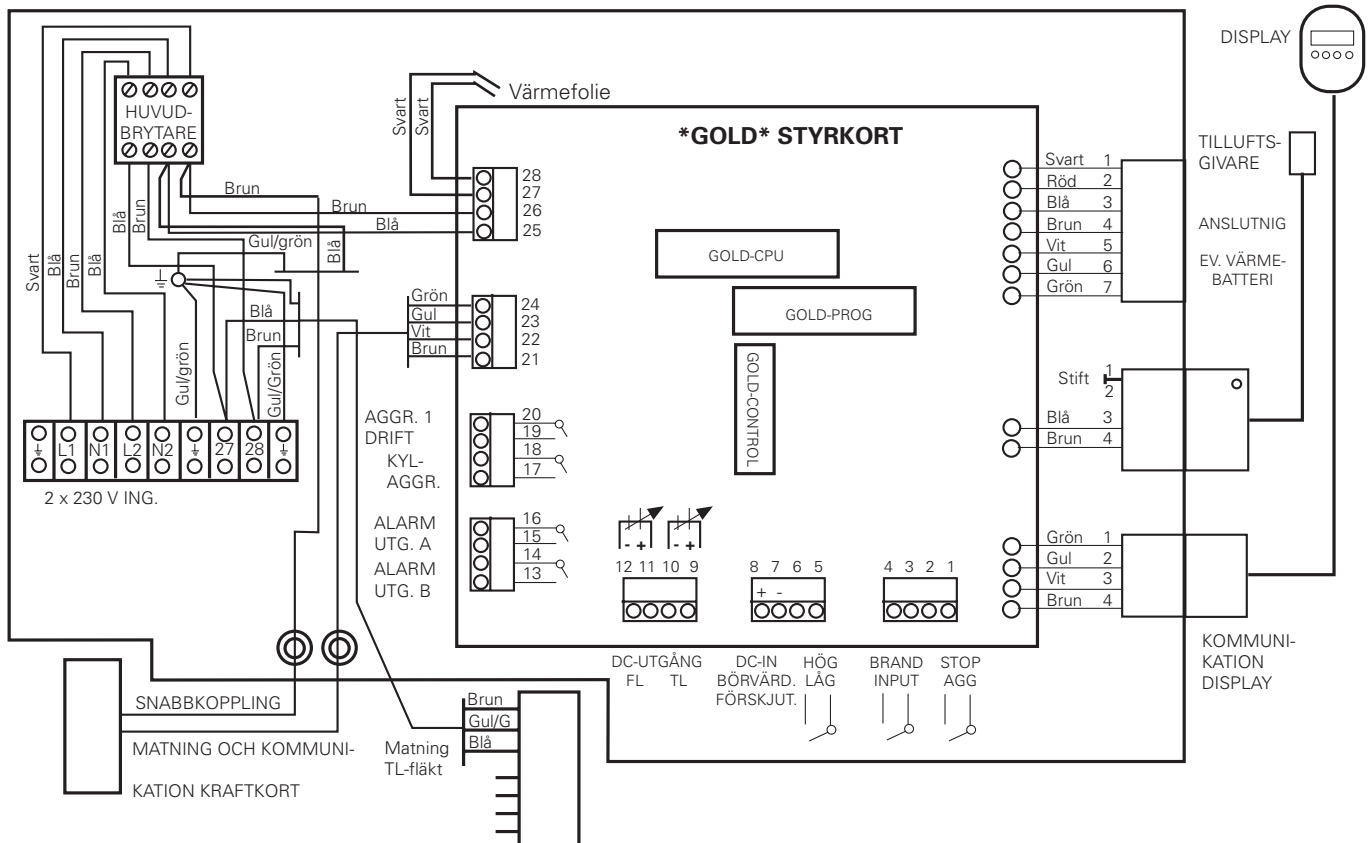 DISPLAY
HUVUD-
BRYTARE
Svart
Svart
Värmefolie
*GOLD* STYRKORT
28
27
26
25
Brun
Brun
Blå
Gul/grön
Blå
Blå
Brun
Svart
Blå
Brun
Blå
Blå
Brun
Gul/grön
Gul/Grön
L1
N1
L2
N2
27
28
2 x 230 V ING.
Grön
Gul
Vit
Brun
24
23
22
21
AGGR. 1
DRIFT
KYL-
AGGR.
20
19
18
17
ALARM
UTG. A
ALARM
UTG. B
16
15
14
13
GOLD-CPU
GOLD-PROG
GOLD-CONTROL
- +
- +
12 11 10 9
8 7 6 5
+ -
4 3 2 1
DC-UTGÅNG
FL TL
DC-IN
BÖRVÄRD.
FÖRSKJUT.
HÖG
LÅG
BRAND
INPUT
STOP
AGG
Svart 1
Röd 2
Blå 3
Brun 4
Vit 5
Gul 6
Grön 7
TILLUFTS-
GIVARE
ANSLUTNIG
EV. VÄRME-
BATTERI
Stift 1
2
Blå 3
Brun 4
Grön 1
Gul 2
Vit 3
Brun 4
KOMMUNI-
KATION
DISPLAY
SNABBKOPPLING
MATNING OCH KOMMUNI-
KATION KRAFTKORT
Brun
Gul/G
Blå
Matning
TL-fläkt